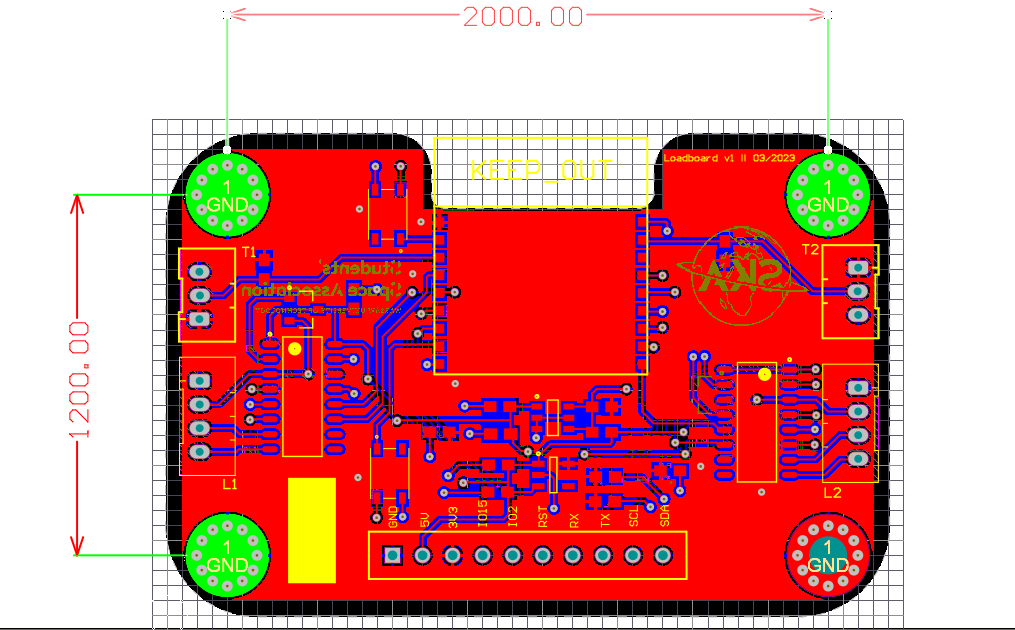 2000.00
KEEP_OUT
Loadboard v1 II 03/2023
1
GND
1
GND
T1
T2
Students'
Space Association
SKA
1200.00
L1
L2
GND
5V
3V3
IO15
IO2
RST
RX
TX
SCL
SDA
1
GND
1
GND